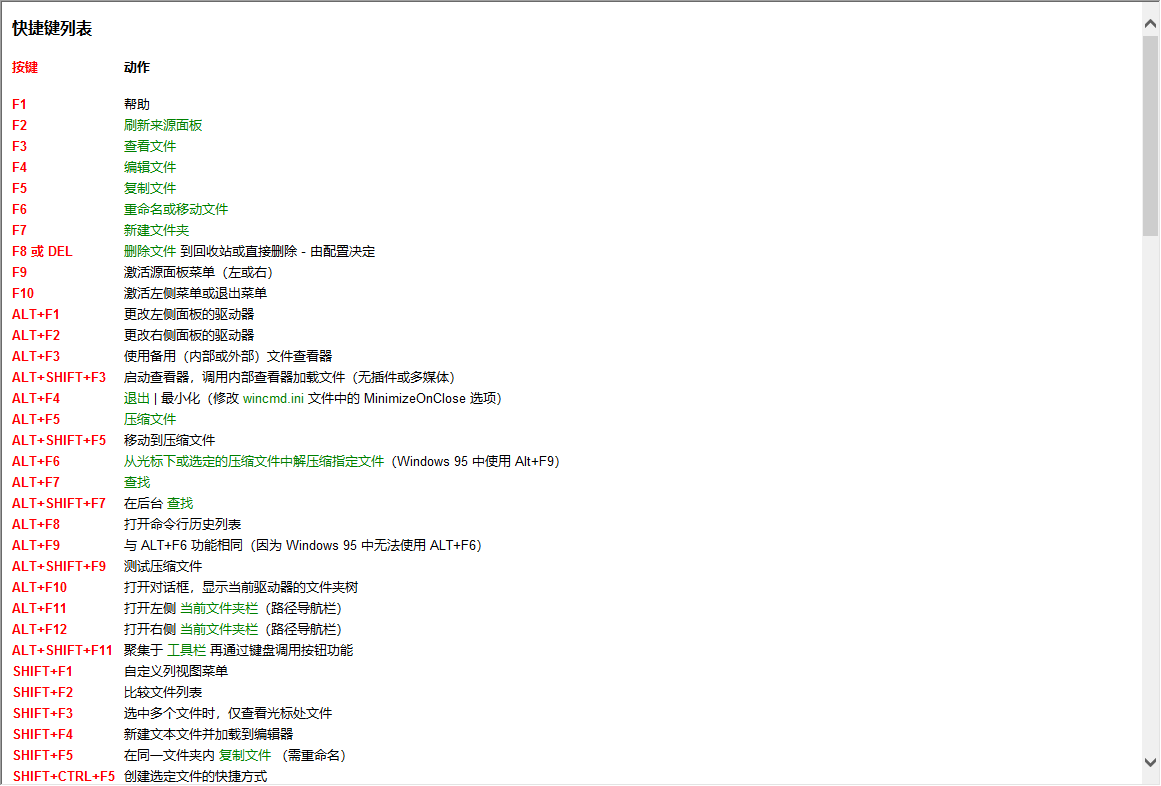 快捷键列表
按键 动作
F1 帮助
F2 刷新来源面板
F3 查看文件
F4 编辑文件
F5 复制文件
F6 重命名或移动文件
F7 新建文件夹
F8 或 DEL 删除文件 到回收站或直接删除 - 由配置决定
F9 激活源面板菜单（左或右）
F10 激活左侧菜单或退出菜单
ALT+F1 更改左侧面板的驱动器
ALT+F2 更改右侧面板的驱动器
ALT+F3 使用备用（内部或外部）文件查看器
ALT+SHIFT+F3 启动查看器，调用内部查看器加载文件（无插件或多媒体）
ALT+F4 退出 | 最小化（修改 wincmd.ini 文件中的 MinimizeOnClose 选项）
ALT+F5 压缩文件
ALT+SHIFT+F5 移动到压缩文件
ALT+F6 从光标下或选定的压缩文件中解压缩指定文件（Windows 95 中使用 Alt+F9）
ALT+F7 查找
ALT+SHIFT+F7 在后台 查找
ALT+F8 打开命令行历史列表
ALT+F9 与 ALT+F6 功能相同（因为 Windows 95 中无法使用 ALT+F6）
ALT+SHIFT+F9 测试压缩文件
ALT+F10 打开对话框，显示当前驱动器的文件夹树
ALT+F11 打开左侧 当前文件夹栏（路径导航栏）
ALT+F12 打开右侧 当前文件夹栏（路径导航栏）
ALT+SHIFT+F11 聚集于 工具栏 再通过键盘调用按钮功能
SHIFT+F1 自定义列视图菜单
SHIFT+F2 比较文件列表
SHIFT+F3 选中多个文件时，仅查看光标处文件
SHIFT+F4 新建文本文件并加载到编辑器
SHIFT+F5 在同一文件夹内 复制文件 （需重命名）
SHIFT+CTRL+F5 创建选定文件的快捷方式